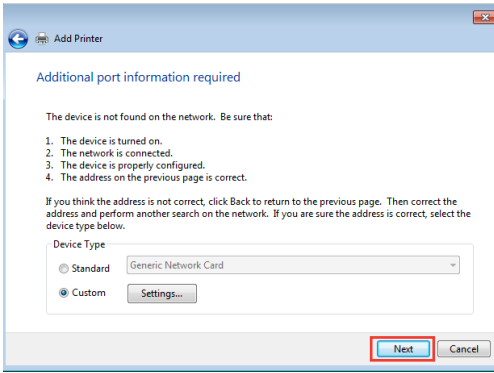 Add Printer
Additional port information required
The device is not found on the network.  Be sure that:
1.  The device is turned on.
2.  The network is connected.
3.  The device is properly configured.
4.  The address on the previous page is correct.
If you think the address is not correct, click Back to return to the previous page.  Then correct the
address and perform another search on the network.  If you are sure the address is correct, select the
device type below.
Device Type
Standard Generic Network Card
Custom Settings...
Next Cancel